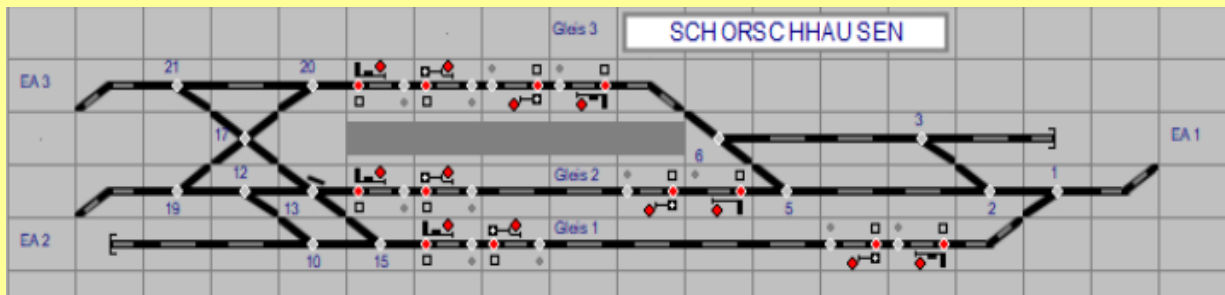 Gleis 3 SCHORSCHHAUSEN
21 20
EA 3
3
17 EA 1
6
12 Gleis 2 1
19 13 5 2
Gleis 1
EA 2
10 15